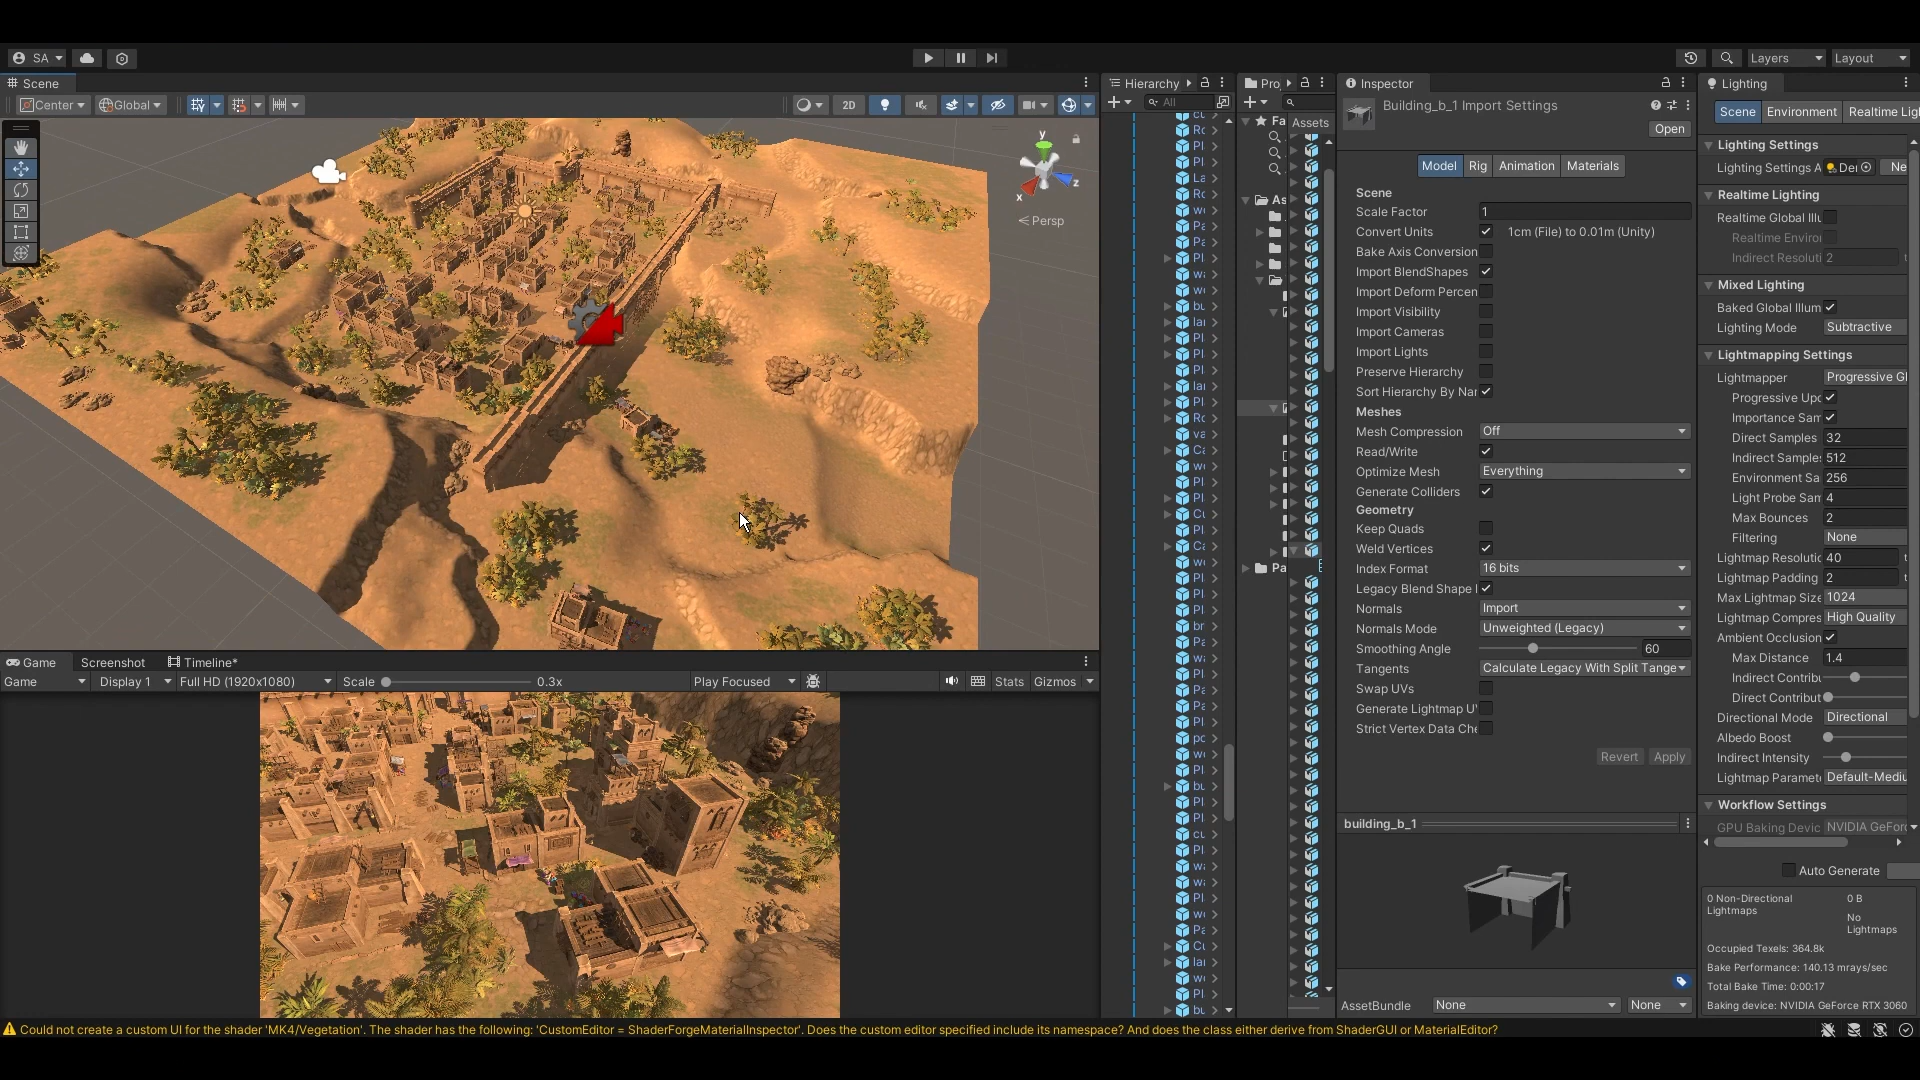 SA
Layers
Layout
Scene
Center
Global
2D
y
z
x
Persp
Hierarchy
All
Assets
Inspector
Building_b_1 Import Settings
Open
Model
Rig
Animation
Materials
Scene
Scale Factor
1
Convert Units
1cm (File) to 0.01m (Unity)
Bake Axis Conversion
Import BlendShapes
Import Deform Percen
Import Visibility
Import Cameras
Import Lights
Preserve Hierarchy
Sort Hierarchy By Nar
Meshes
Mesh Compression
Off
Read/Write
Optimize Mesh
Everything
Generate Colliders
Geometry
Keep Quads
Weld Vertices
Index Format
16 bits
Legacy Blend Shape
Normals
Import
Normals Mode
Unweighted (Legacy)
Smoothing Angle
60
Tangents
Calculate Legacy With Split Tange
Swap UVs
Generate Lightmap U
Strict Vertex Data Che
Revert
Apply
building_b_1
AssetBundle
None
None
Lighting
Scene
Environment
Realtime Lig
Lighting Settings
Lighting Settings A
Der
Ne
Realtime Lighting
Realtime Global Illu
Realtime Enviror
Indirect Resoluti
2
Mixed Lighting
Baked Global Illum
Lighting Mode
Subtractive
Lightmapping Settings
Lightmapper
Progressive G
Progressive Upd
Importance Sam
Direct Samples
32
Indirect Sample
512
Environment Sa
256
Light Probe Sam
4
Max Bounces
2
Filtering
None
Lightmap Resolutic
40
Lightmap Padding
2
Max Lightmap Size
1024
Lightmap Compres
High Quality
Ambient Occlusion
Max Distance
1.4
Indirect Contribu
Direct Contribut
Directional Mode
Directional
Albedo Boost
Indirect Intensity
Lightmap Paramet
Default-Mediu
Workflow Settings
GPU Baking Devic
NVIDIA GeForc
Auto Generate
0 Non-Directional Lightmaps
0 B
No Lightmaps
Occupied Texels: 364.8k
Bake Performance: 140.13 mrays/sec
Total Bake Time: 0:00:17
Baking device: NVIDIA GeForce RTX 3060
Game
Screenshot
Timeline*
Game
Display 1
Full HD (1920x1080)
Scale
0.3x
Play Focused
Stats
Gizmos
Could not create a custom UI for the shader 'MK4/Vegetation'. The shader has the following: 'CustomEditor = ShaderForgeMaterialInspector'. Does the custom editor specified include its namespace? And does the class either derive from ShaderGUI or MaterialEditor?